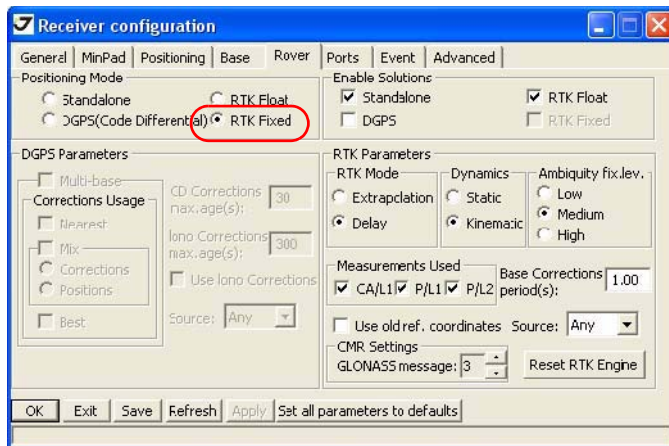 Receiver configuration
General MinPad Positioning Base Rover Ports Event Advanced
Positioning Mode
Standalone RTK Float
DGPS(Code Differential) RTK Fixed
Enable Solutions
Standalone RTK Float
DGPS RTK Fixed
DGPS Parameters
Multi-base
Corrections Usage
Nearest
Mix
Corrections
Positions
Best
CD Corrections
max.age(s): 30
Iono Corrections
max.age(s): 300
Use Iono Corrections
Source: Any
RTK Parameters
RTK Mode
Extrapolation
Delay
Dynamics
Static
Kinematic
Ambiquity fix.lev.
Low
Medium
High
Measurements Used
CA/L1 P/L1 P/L2
Base Corrections
period(s): 1.00
Use old ref. coordinates Source: Any
CMR Settings
GLONASS message: 3
Reset RTK Engine
OK Exit Save Refresh Apply Set all parameters to defaults